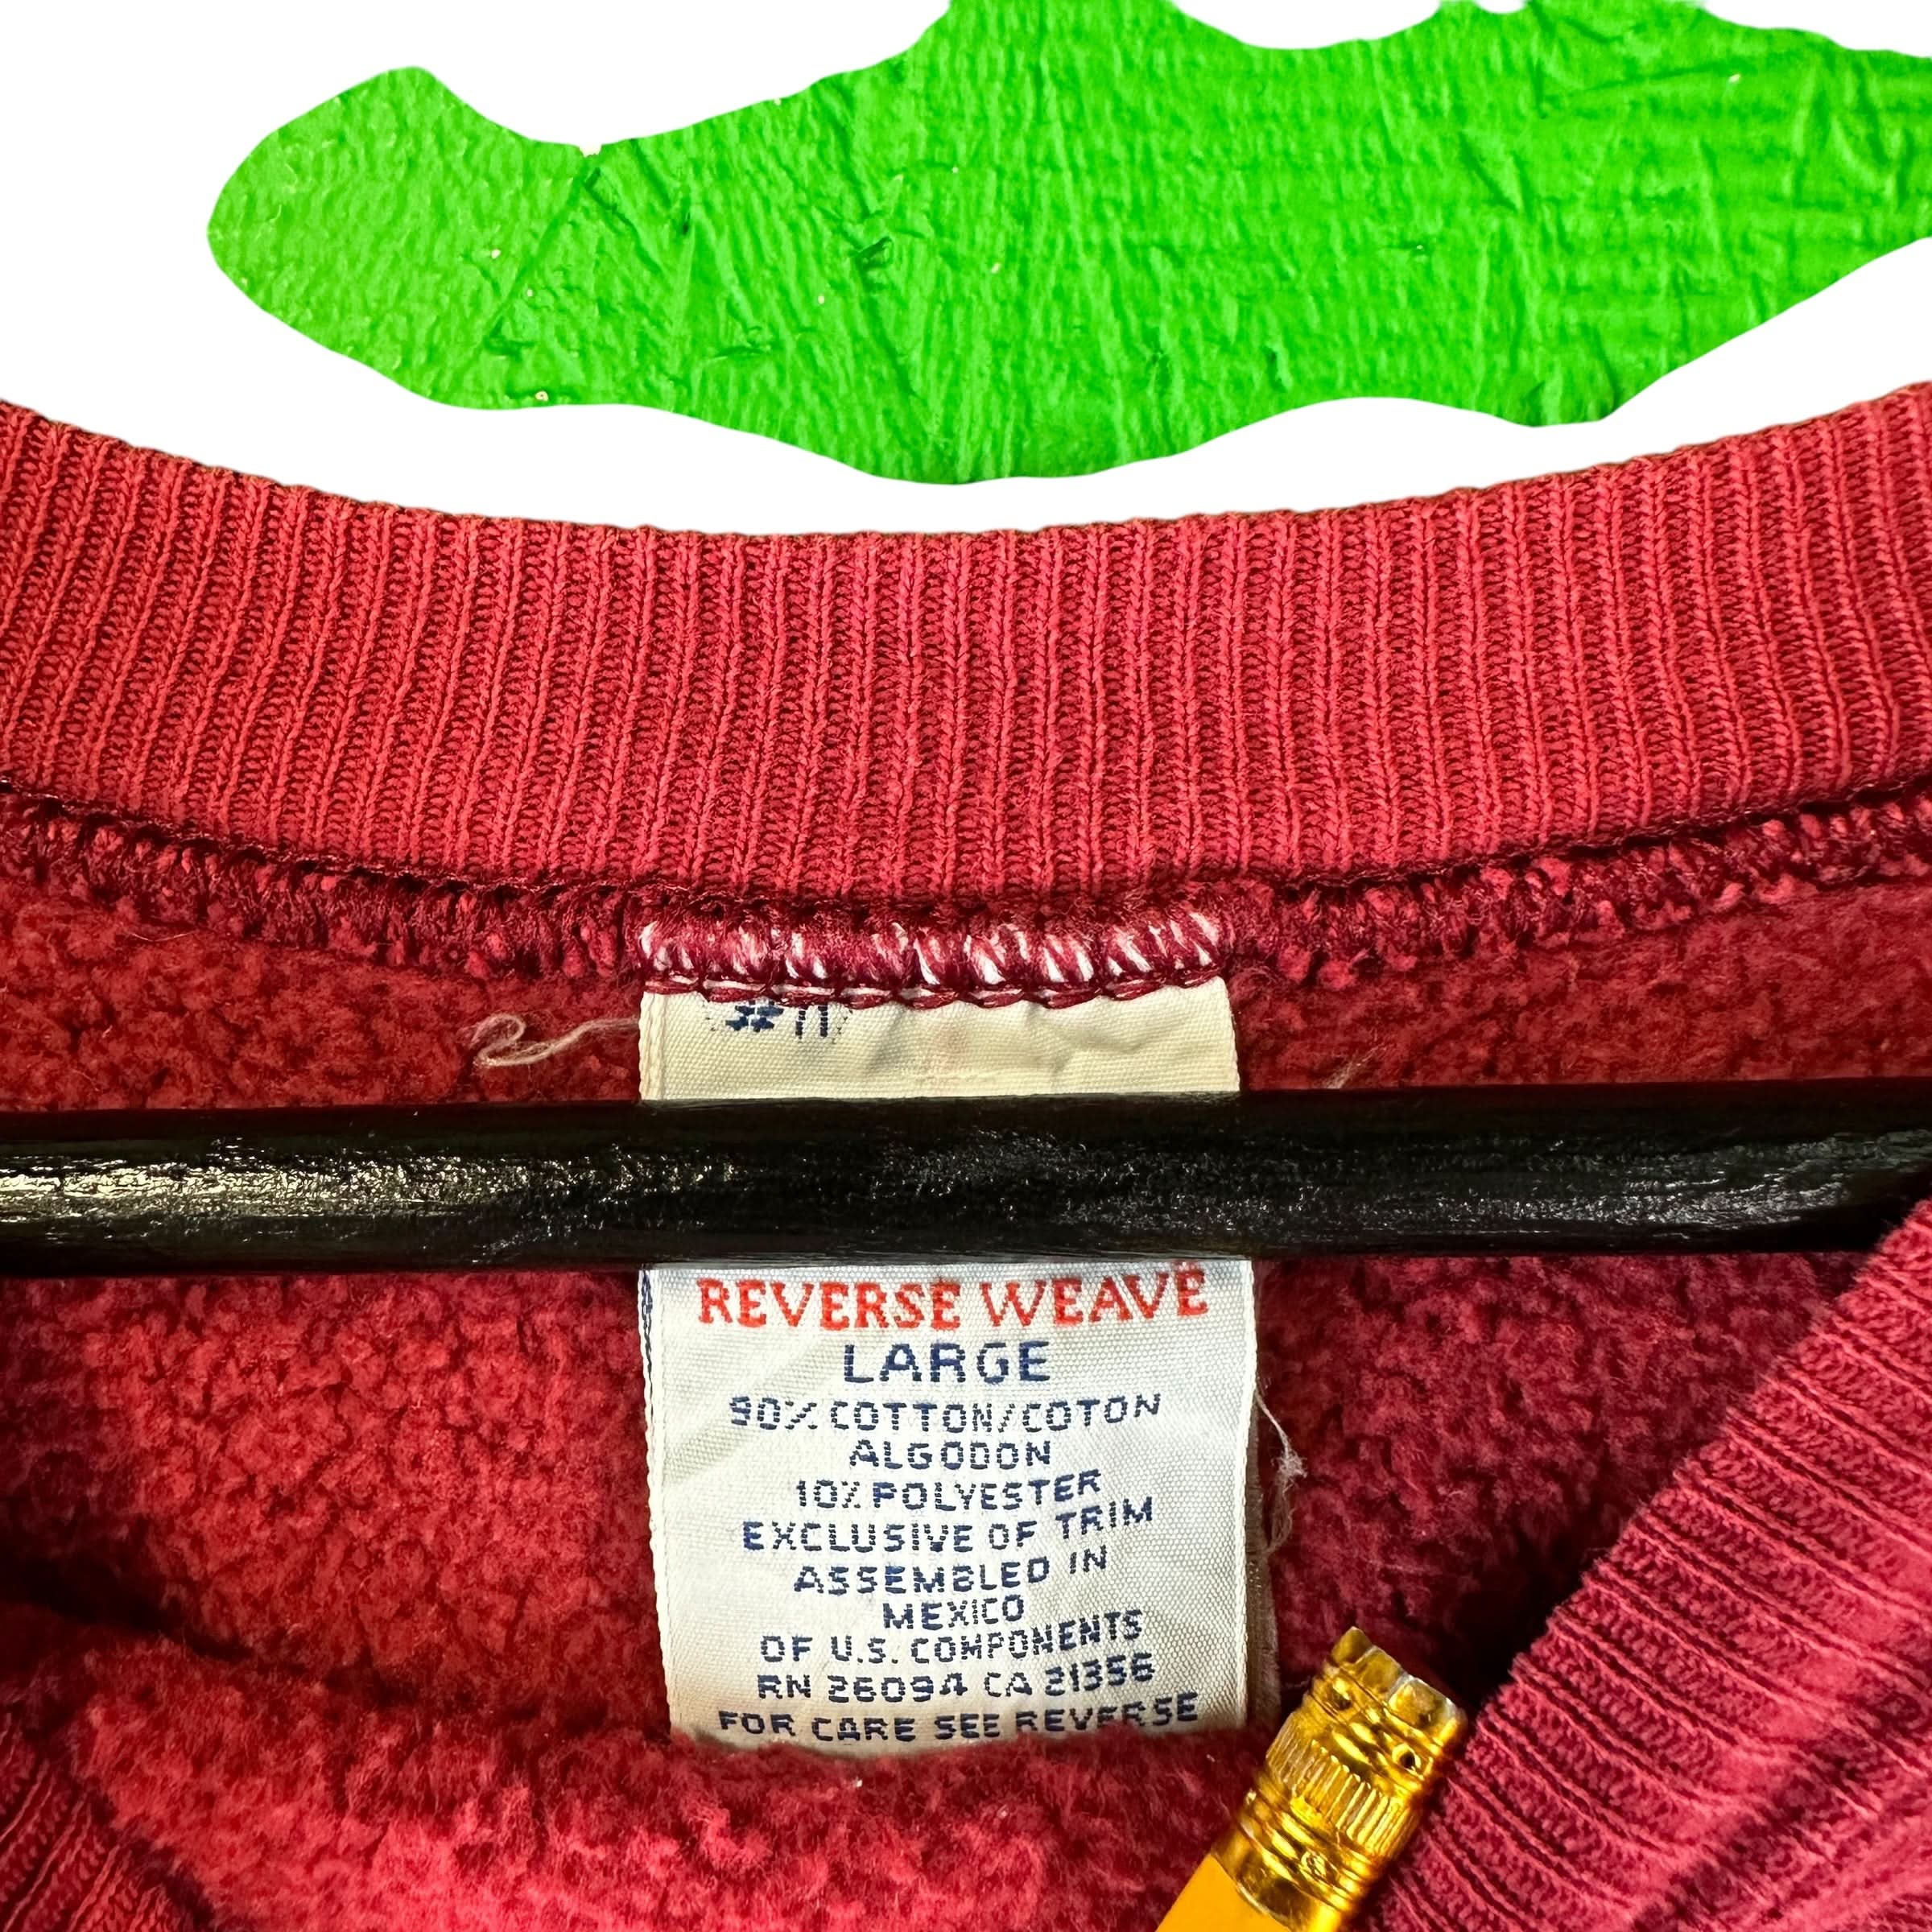 # 11
REVERSE WEAVE
LARGE
90% COTTON/COTON
ALGODON
10% POLYESTER
EXCLUSIVE OF TRIM
ASSEMBLED IN
MEXICO
OF U.S. COMPONENTS
RN 26094 CA 21356
FOR CARE SEE REVERSE